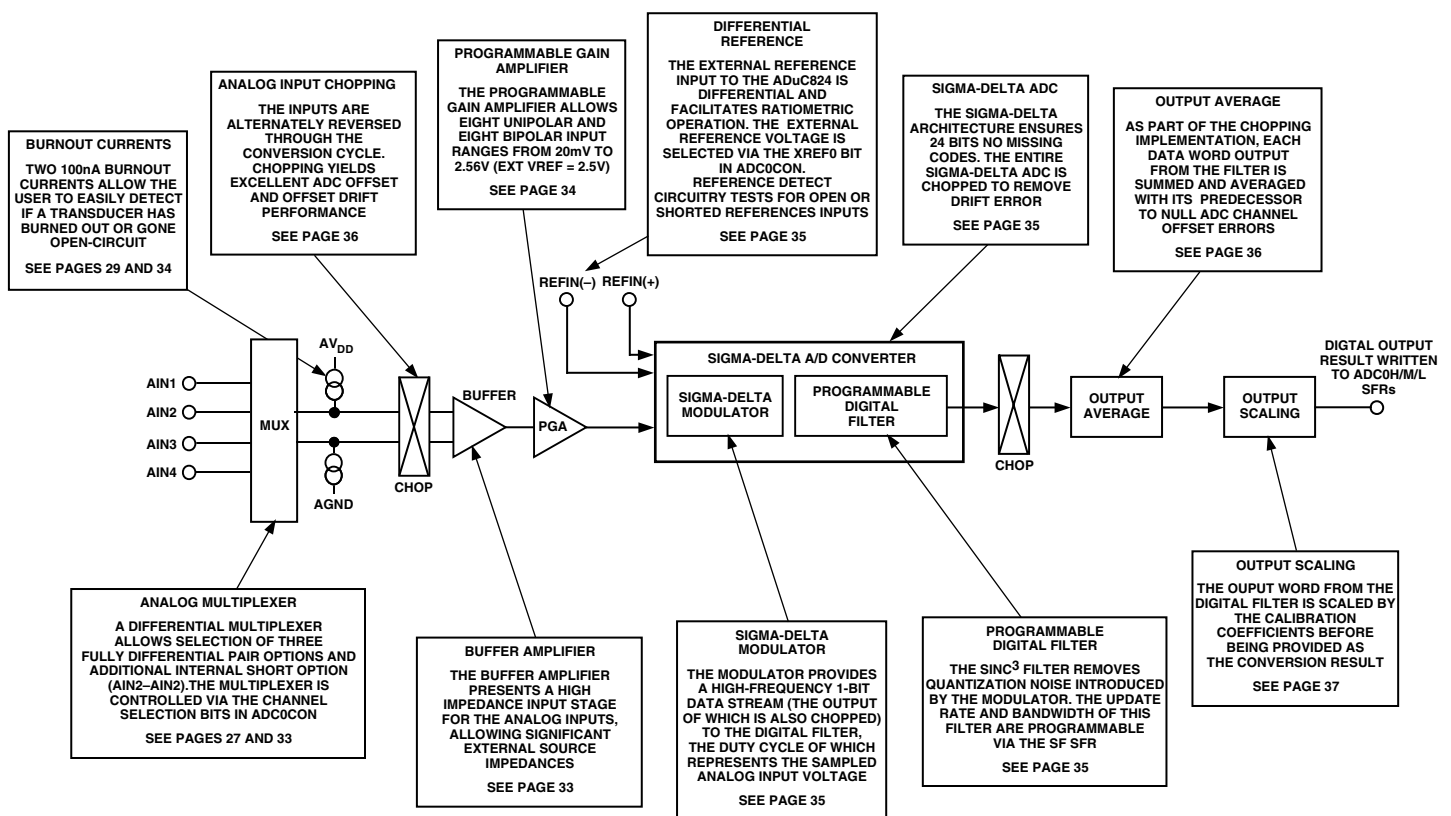 DIFFERENTIAL
REFERENCE
THE EXTERNAL REFERENCE
INPUT TO THE ADuC824 IS
DIFFERENTIAL AND
FACILITATES RATIOMETRIC
OPERATION. THE EXTERNAL
REFERENCE VOLTAGE IS
SELECTED VIA THE XREF0 BIT
IN ADC0CON.
REFERENCE DETECT
CIRCUITRY TESTS FOR OPEN OR
SHORTED REFERENCES INPUTS
SEE PAGE 35
PROGRAMMABLE GAIN
AMPLIFIER
THE PROGRAMMABLE
GAIN AMPLIFIER ALLOWS
EIGHT UNIPOLAR AND
EIGHT BIPOLAR INPUT
RANGES FROM 20mV TO
2.56V (EXT VREF = 2.5V)
SEE PAGE 34
ANALOG INPUT CHOPPING
THE INPUTS ARE
ALTERNATELY REVERSED
THROUGH THE
CONVERSION CYCLE.
CHOPPING YIELDS
EXCELLENT ADC OFFSET
AND OFFSET DRIFT
PERFORMANCE
SEE PAGE 36
SIGMA-DELTA ADC
THE SIGMA-DELTA
ARCHITECTURE ENSURES
24 BITS NO MISSING
CODES. THE ENTIRE
SIGMA-DELTA ADC IS
CHOPPED TO REMOVE
DRIFT ERROR
SEE PAGE 35
OUTPUT AVERAGE
AS PART OF THE CHOPPING
IMPLEMENTATION, EACH
DATA WORD OUTPUT
FROM THE FILTER IS
SUMMED AND AVERAGED
WITH ITS PREDECESSOR
TO NULL ADC CHANNEL
OFFSET ERRORS
SEE PAGE 36
BURNOUT CURRENTS
TWO 100nA BURNOUT
CURRENTS ALLOW THE
USER TO EASILY DETECT
IF A TRANSDUCER HAS
BURNED OUT OR GONE
OPEN-CIRCUIT
SEE PAGES 29 AND 34
REFIN(–) REFIN(+)
AVDD
AIN1
AIN2
AIN3
AIN4
MUX
AGND
CHOP
BUFFER
PGA
SIGMA-DELTA A/D CONVERTER
SIGMA-DELTA
MODULATOR
PROGRAMMABLE
DIGITAL
FILTER
CHOP
OUTPUT
AVERAGE
OUTPUT
SCALING
DIGTAL OUTPUT
RESULT WRITTEN
TO ADC0H/M/L
SFRs
ANALOG MULTIPLEXER
A DIFFERENTIAL MULTIPLEXER
ALLOWS SELECTION OF THREE
FULLY DIFFERENTIAL PAIR OPTIONS AND
ADDITIONAL INTERNAL SHORT OPTION
(AIN2–AIN2).THE MULTIPLEXER IS
CONTROLLED VIA THE CHANNEL
SELECTION BITS IN ADC0CON
SEE PAGES 27 AND 33
BUFFER AMPLIFIER
THE BUFFER AMPLIFIER
PRESENTS A HIGH
IMPEDANCE INPUT STAGE
FOR THE ANALOG INPUTS,
ALLOWING SIGNIFICANT
EXTERNAL SOURCE
IMPEDANCES
SEE PAGE 33
SIGMA-DELTA
MODULATOR
THE MODULATOR PROVIDES
A HIGH-FREQUENCY 1-BIT
DATA STREAM (THE OUTPUT
OF WHICH IS ALSO CHOPPED)
TO THE DIGITAL FILTER,
THE DUTY CYCLE OF WHICH
REPRESENTS THE SAMPLED
ANALOG INPUT VOLTAGE
SEE PAGE 35
PROGRAMMABLE
DIGITAL FILTER
THE SINC³ FILTER REMOVES
QUANTIZATION NOISE INTRODUCED
BY THE MODULATOR. THE UPDATE
RATE AND BANDWIDTH OF THIS
FILTER ARE PROGRAMMABLE
VIA THE SF SFR
SEE PAGE 35
OUTPUT SCALING
THE OUPUT WORD FROM THE
DIGITAL FILTER IS SCALED BY
THE CALIBRATION
COEFFICIENTS BEFORE
BEING PROVIDED AS
THE CONVERSION RESULT
SEE PAGE 37